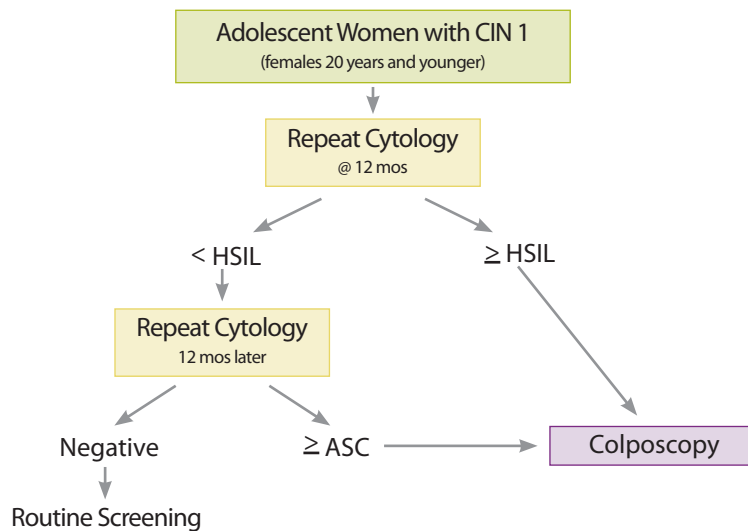 Adolescent Women with CIN 1
(females 20 years and younger)
Repeat Cytology
@ 12 mos
< HSIL
≥ HSIL
Repeat Cytology
12 mos later
Negative
≥ ASC
Colposcopy
Routine Screening